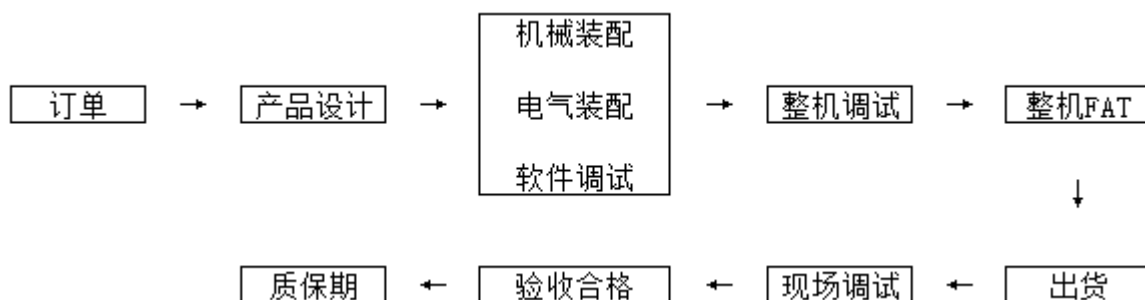 订单
产品设计
机械装配
电气装配
软件调试
整机调试
整机FAT
出货
现场调试
验收合格
质保期